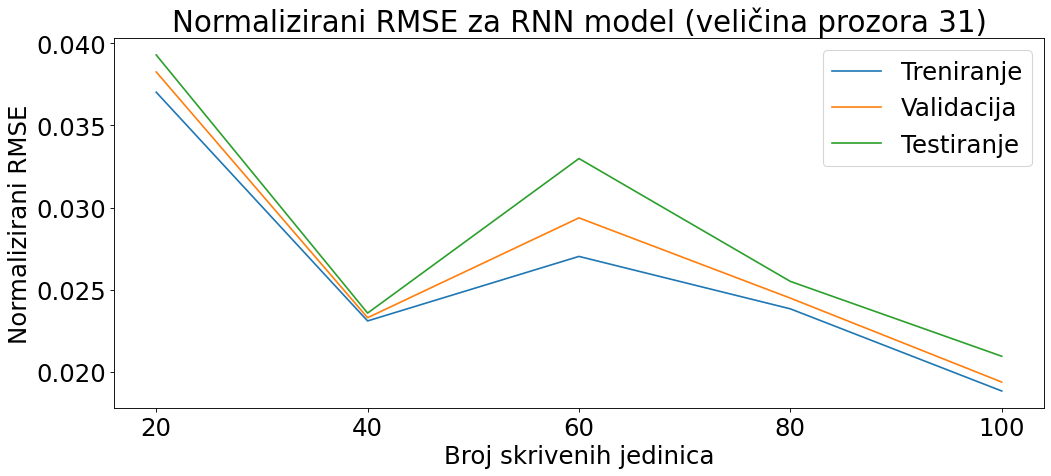 Normalizirani RMSE za RNN model (veličina prozora 31)
Normalizirani RMSE
0.040
0.035
0.030
0.025
0.020
Treniranje
Validacija
Testiranje
20 40 60 80 100
Broj skrivenih jedinica